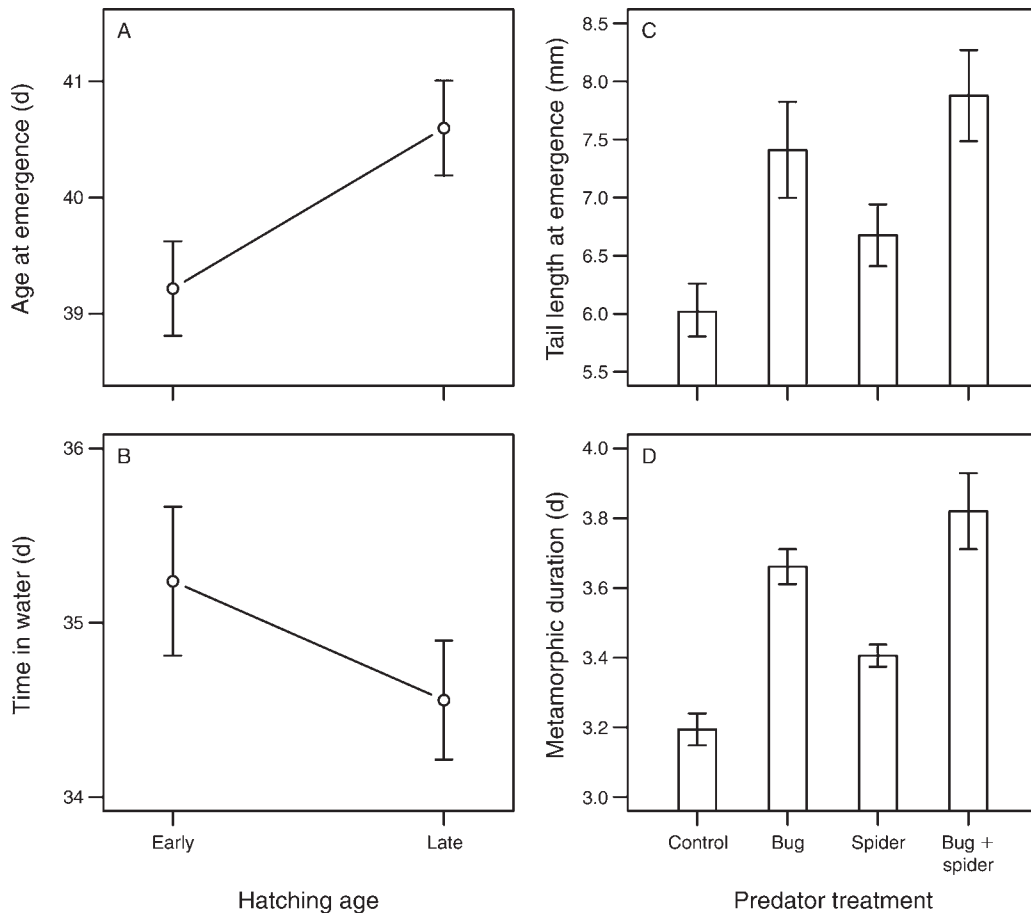 A
Age at emergence (d)
41
40
39
B
Time in water (d)
36
35
34
Early
Late
Hatching age
C
Tail length at emergence (mm)
8.5
8.0
7.5
7.0
6.5
6.0
5.5
D
Metamorphic duration (d)
4.0
3.8
3.6
3.4
3.2
3.0
Control
Bug
Spider
Bug +
spider
Predator treatment